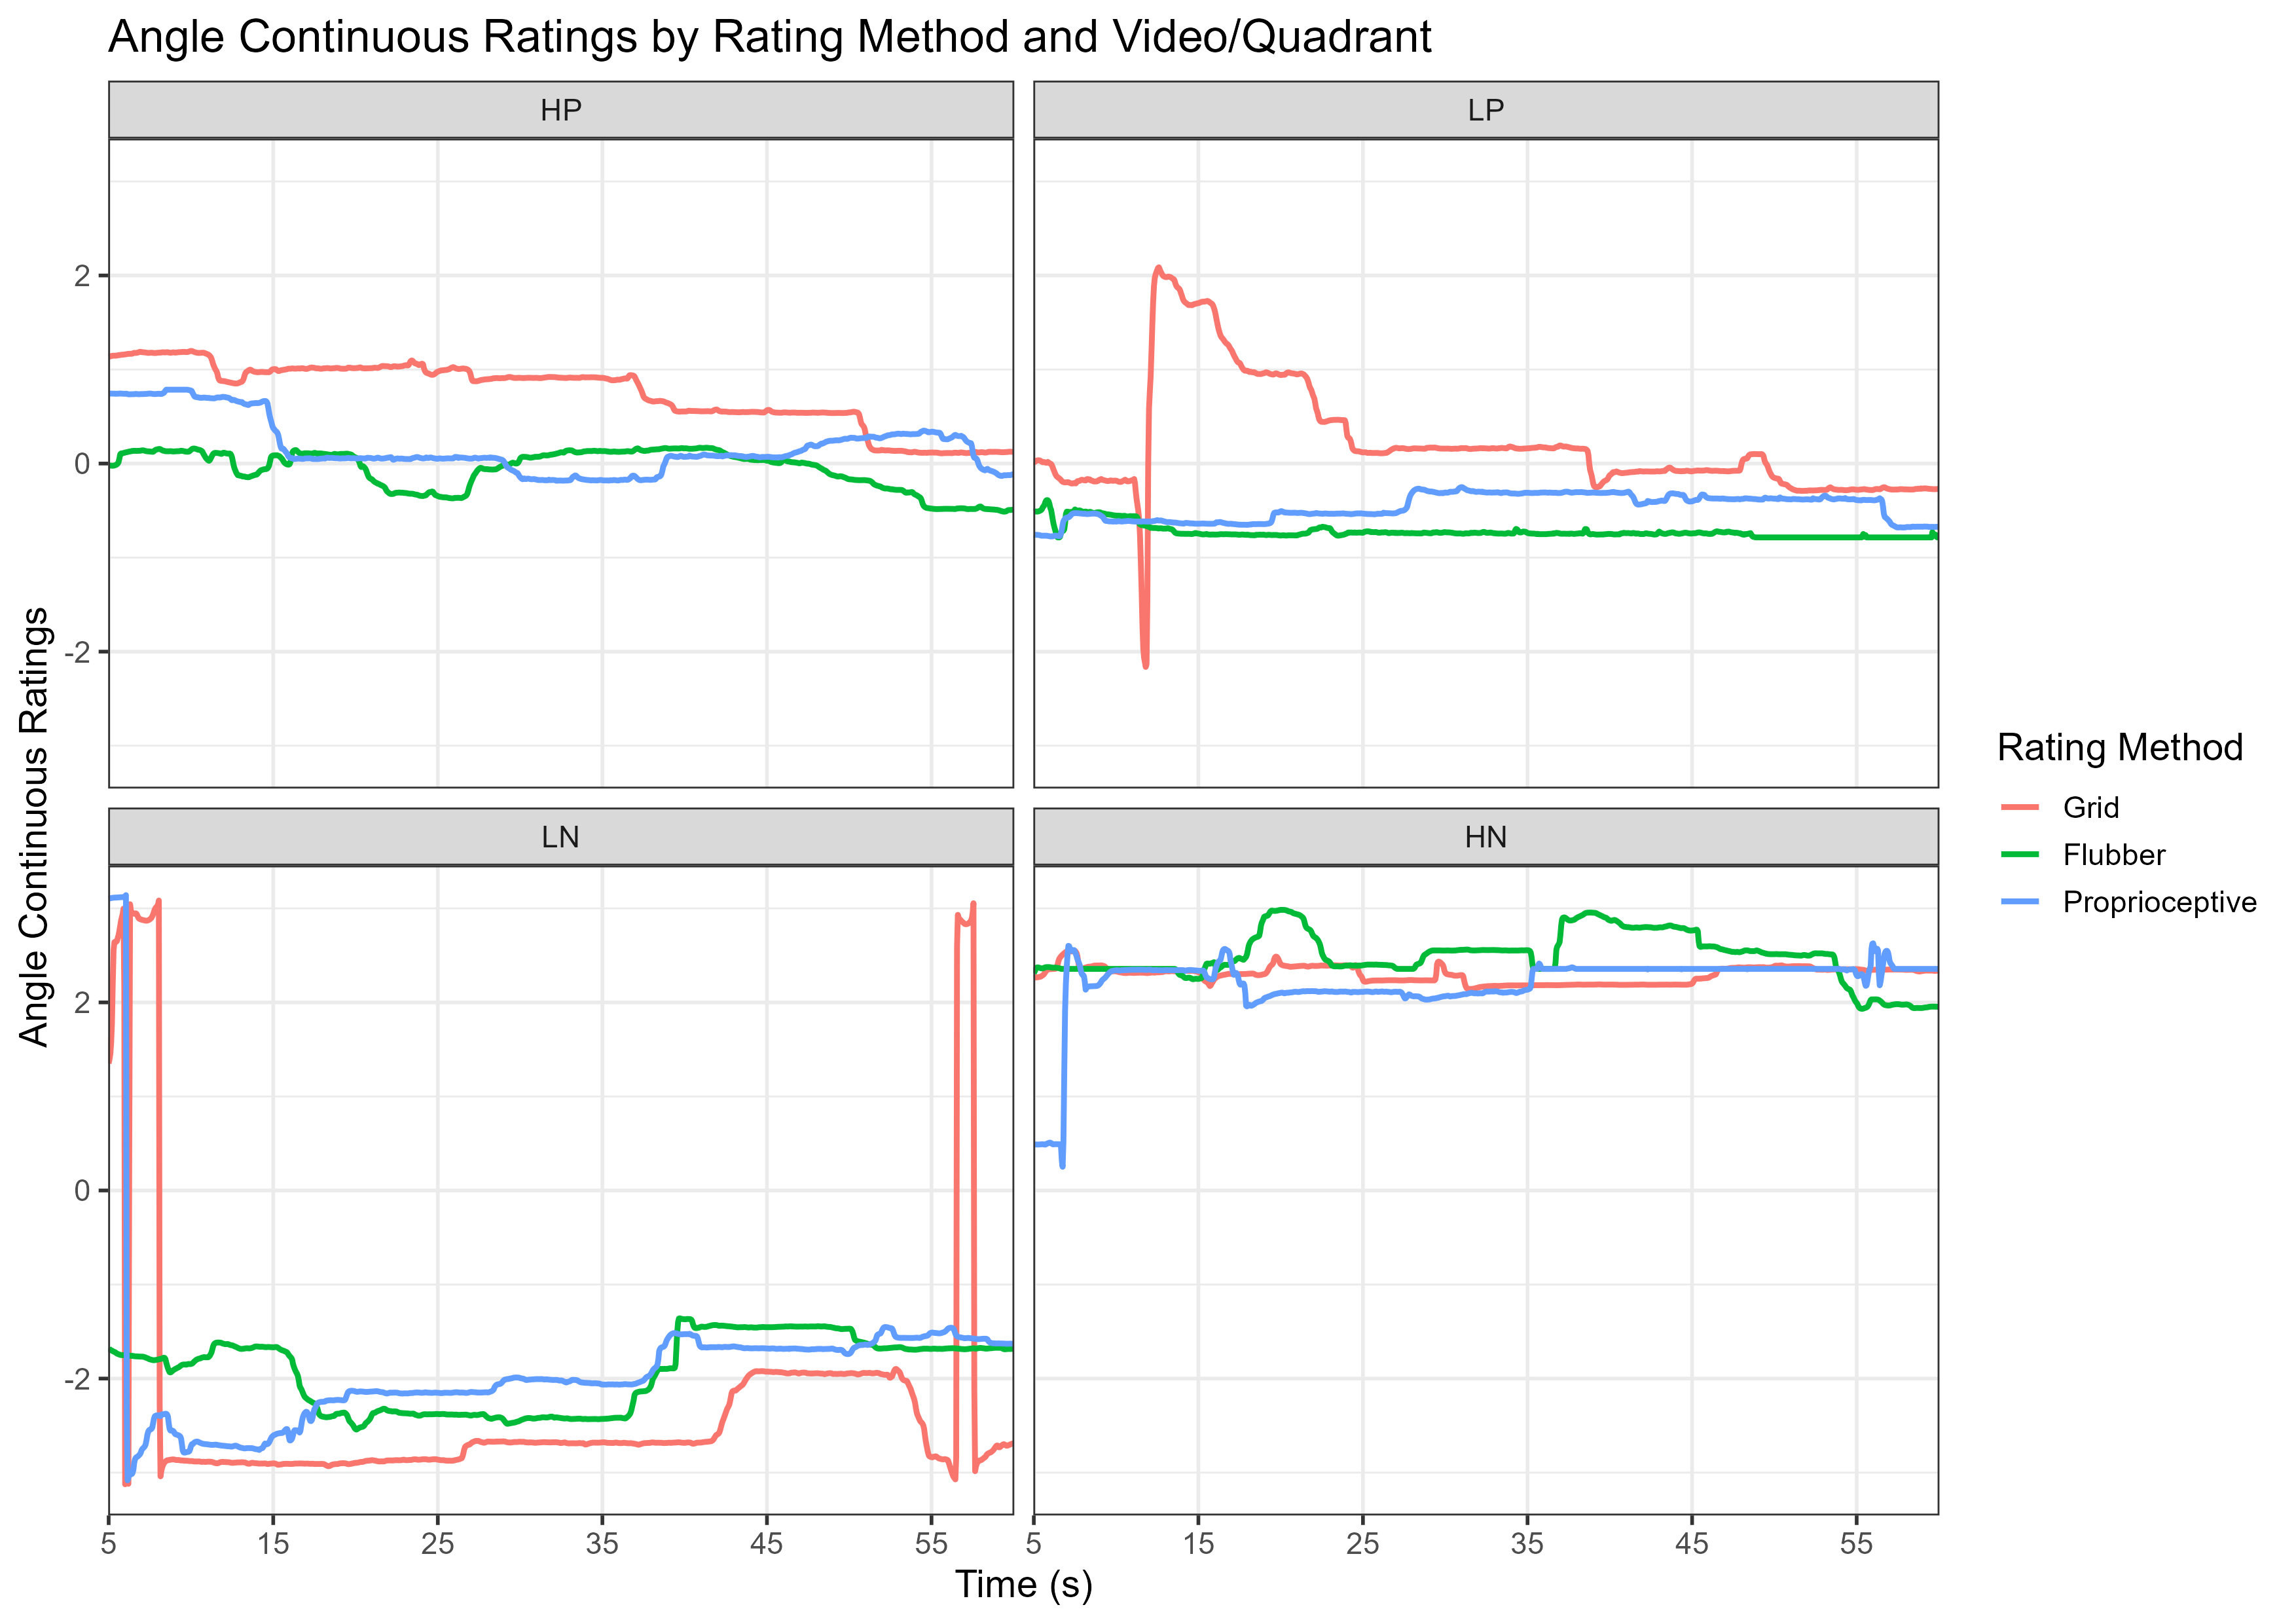 Angle Continuous Ratings by Rating Method and Video/Quadrant
HP
LP
2
0
-2
LN
HN
2
0
-2
5 15 25 35 45 55
5 15 25 35 45 55
Time (s)
Angle Continuous Ratings
Rating Method
Grid
Flubber
Proprioceptive